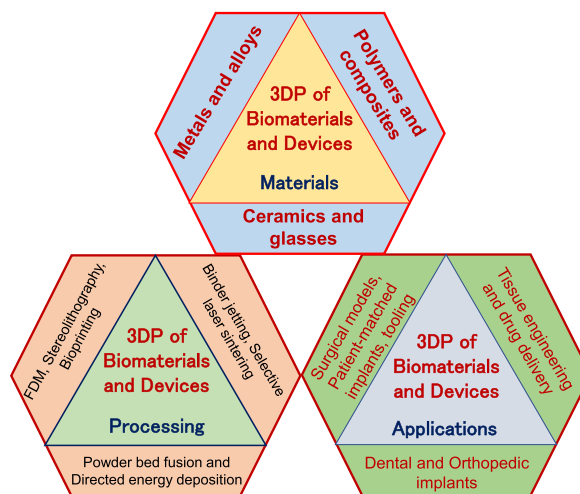 Metals and alloys
Polymers and
composites
3DP of
Biomaterials
and Devices
Materials
Ceramics and
glasses
FDM, Stereolithography,
Bioprinting
Binder jetting, Selective
laser sintering
3DP of
Biomaterials
and Devices
Processing
Powder bed fusion and
Directed energy deposition
Surgical models,
Patient-matched
implants, tooling
Tissue engineering
and drug delivery
3DP of
Biomaterials
and Devices
Applications
Dental and Orthopedic
implants